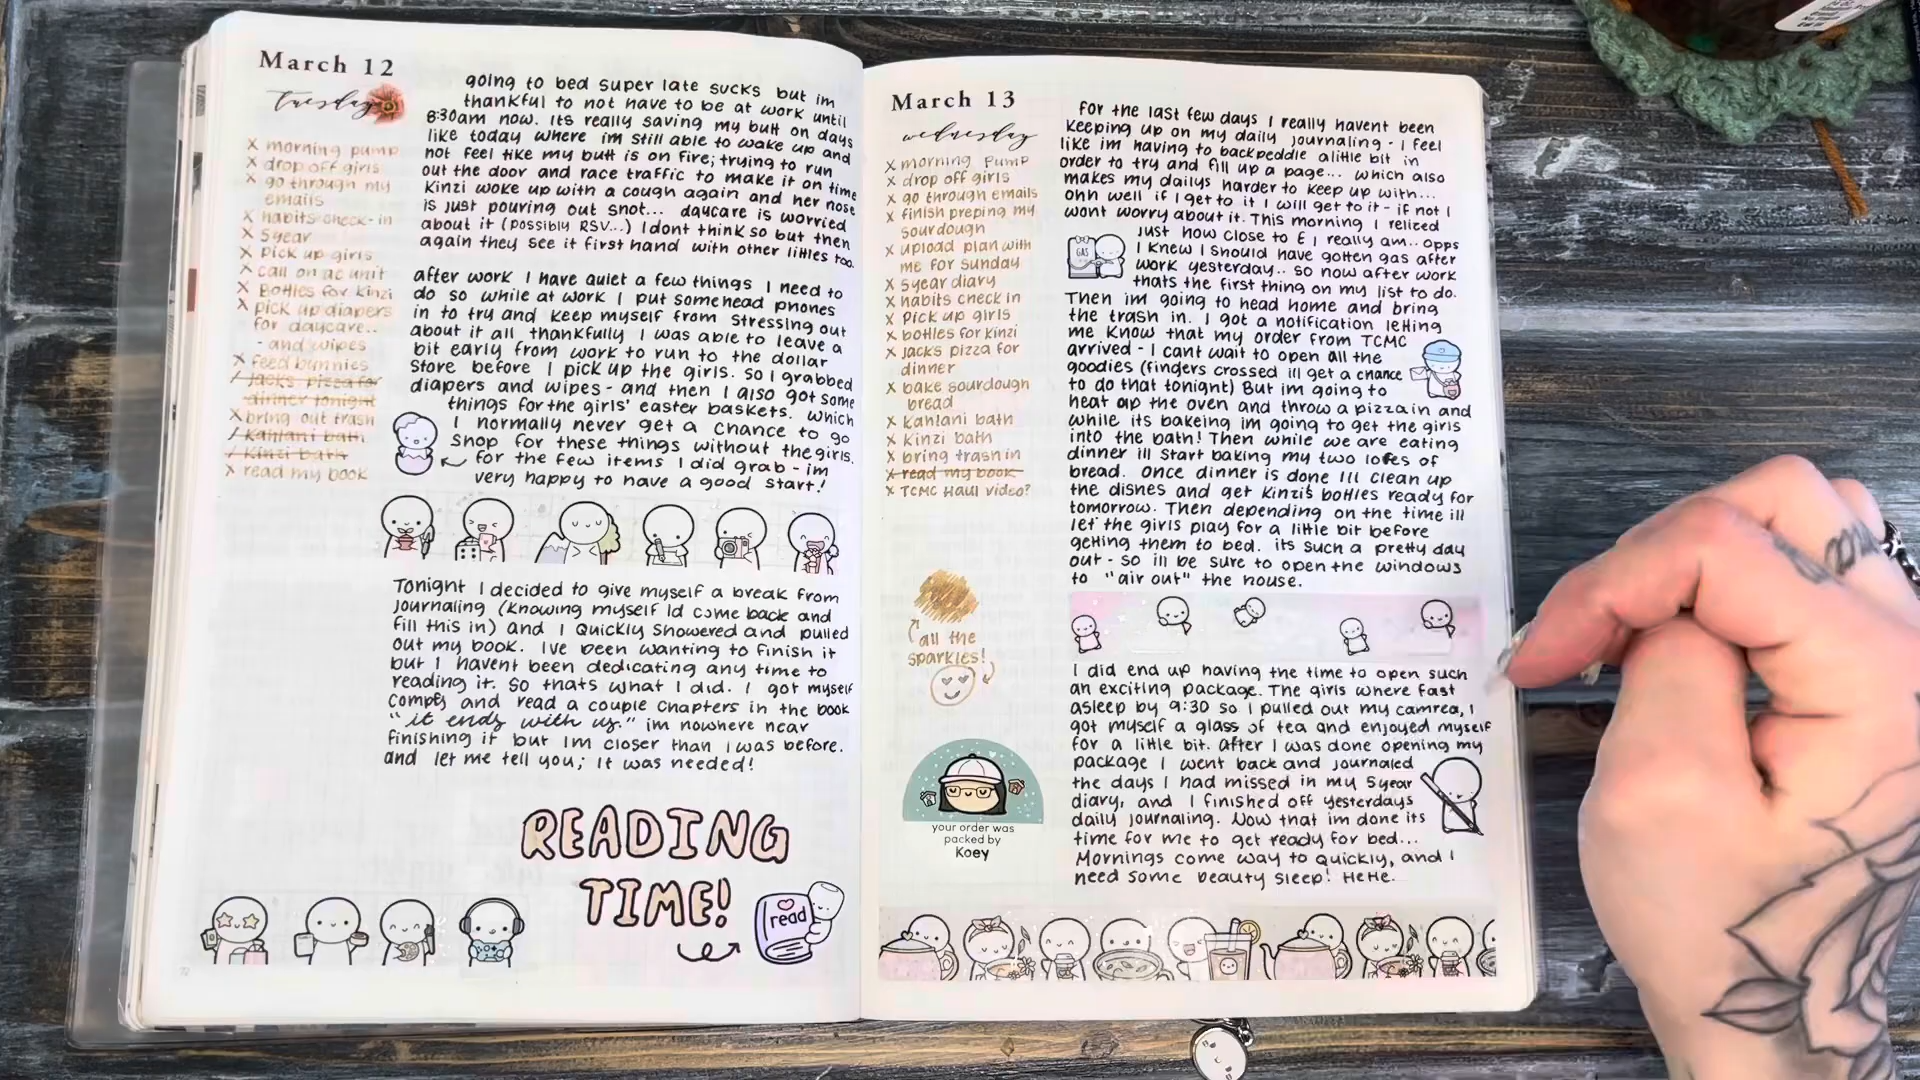 March 12
tuesday
x morning pump
x drop off girls
x go through my
emails
x habits check-in
x 5year
x pick up girls
x call on ac unit
x Bottles for Kinzi
x pick up diapers
for daycare..
- and wipes
x feed bunnies
/ Jacks pizza for
dinner tonight
x bring out trash
/ Kahlani bath
/ Kinzi bath
x read my book
going to bed super late sucks but im
thankful to not have to be at work until
8:30am now. Its really saving my butt on days
like today where im still able to wake up and
not feel like my butt is on fire; trying to run
out the door and race traffic to make it on time
Kinzi woke up with a cough again and her nose
is just pouring out snot... daycare is worried
about it (possibly RSV...) I dont think so but then
again they see it first hand with other littles too.
after work I have quiet a few things I need to
do so while at work I put some head phones
in to try and keep myself from stressing out
about it all thankfully I was able to leave a
bit early from work to run to the dollar
store before I pick up the girls. So I grabbed
diapers and wipes - and then I also got some
things for the girls' easter baskets. Which
I normally never get a chance to go
shop for these things without the girls.
for the few items I did grab - im
very happy to have a good start!
Tonight I decided to give myself a break from
journaling (knowing myself Id come back and
fill this in) and I quickly showered and pulled
out my book. Ive been wanting to finish it
but I havent been dedicating any time to
reading it. So thats what I did. I got myself
comfy and read a couple chapters in the book
"it ends with us." im nowhere near
finishing it but Im closer than I was before.
and let me tell you; it was needed!
READING
TIME!
read
March 13
wednesday
x morning pump
x drop off girls
x go through emails
x finish preping my
sourdough
x upload plan with
me for Sunday
x 5year diary
x habits check in
x pick up girls
x bottles for Kinzi
x jacks pizza for
dinner
x bake sourdough
bread
x Kahlani bath
x Kinzi bath
x bring trash in
x read my book
x TCMC Haul video?
all the
sparkles!
your order was
packed by
Koey
for the last few days I really havent been
keeping up on my daily journaling - I feel
like im having to backpeddle alittle bit in
order to try and fill up a page... which also
makes my dailys harder to keep up with...
ohh well if I get to it I will get to it - if not I
wont worry about it. This morning I relized
just how close to E I really am.. opps
I knew I should have gotten gas after
work yesterday.. so now after work
thats the first thing on my list to do.
GAS
Then im going to head home and bring
the trash in. I got a notification letting
me know that my order from TCMC
arrived - I cant wait to open all the
goodies (fingers crossed ill get a chance
to do that tonight) But im going to
heat up the oven and throw a pizza in and
while its bakeing im going to get the girls
into the bath! Then while we are eating
dinner ill start baking my two lofes of
bread. Once dinner is done Ill clean up
the dishes and get Kinzi's bottles ready for
tomorrow. Then depending on the time ill
let the girls play for a little bit before
getting them to bed. its such a pretty day
out - so ill be sure to open the windows
to "air out" the house.
I did end up having the time to open such
an exciting package. The girls where fast
asleep by 9:30 so I pulled out my camrea, I
got myself a glass of tea and enjoyed myself
for a little bit. After I was done opening my
package I went back and journaled
the days I had missed in my 5year
diary, and I finished off yesterdays
daily journaling. Now that im done its
time for me to get ready for bed...
Mornings come way to quickly, and I
need some beauty sleep! HeHe.